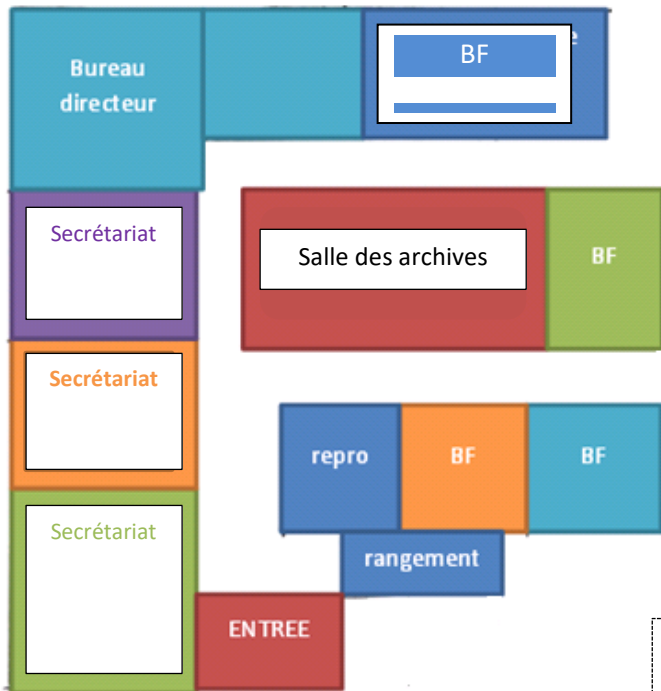 Bureau
directeur
BF
e
Secrétariat
Salle des archives
BF
Secrétariat
repro
BF
BF
Secrétariat
rangement
ENTREE